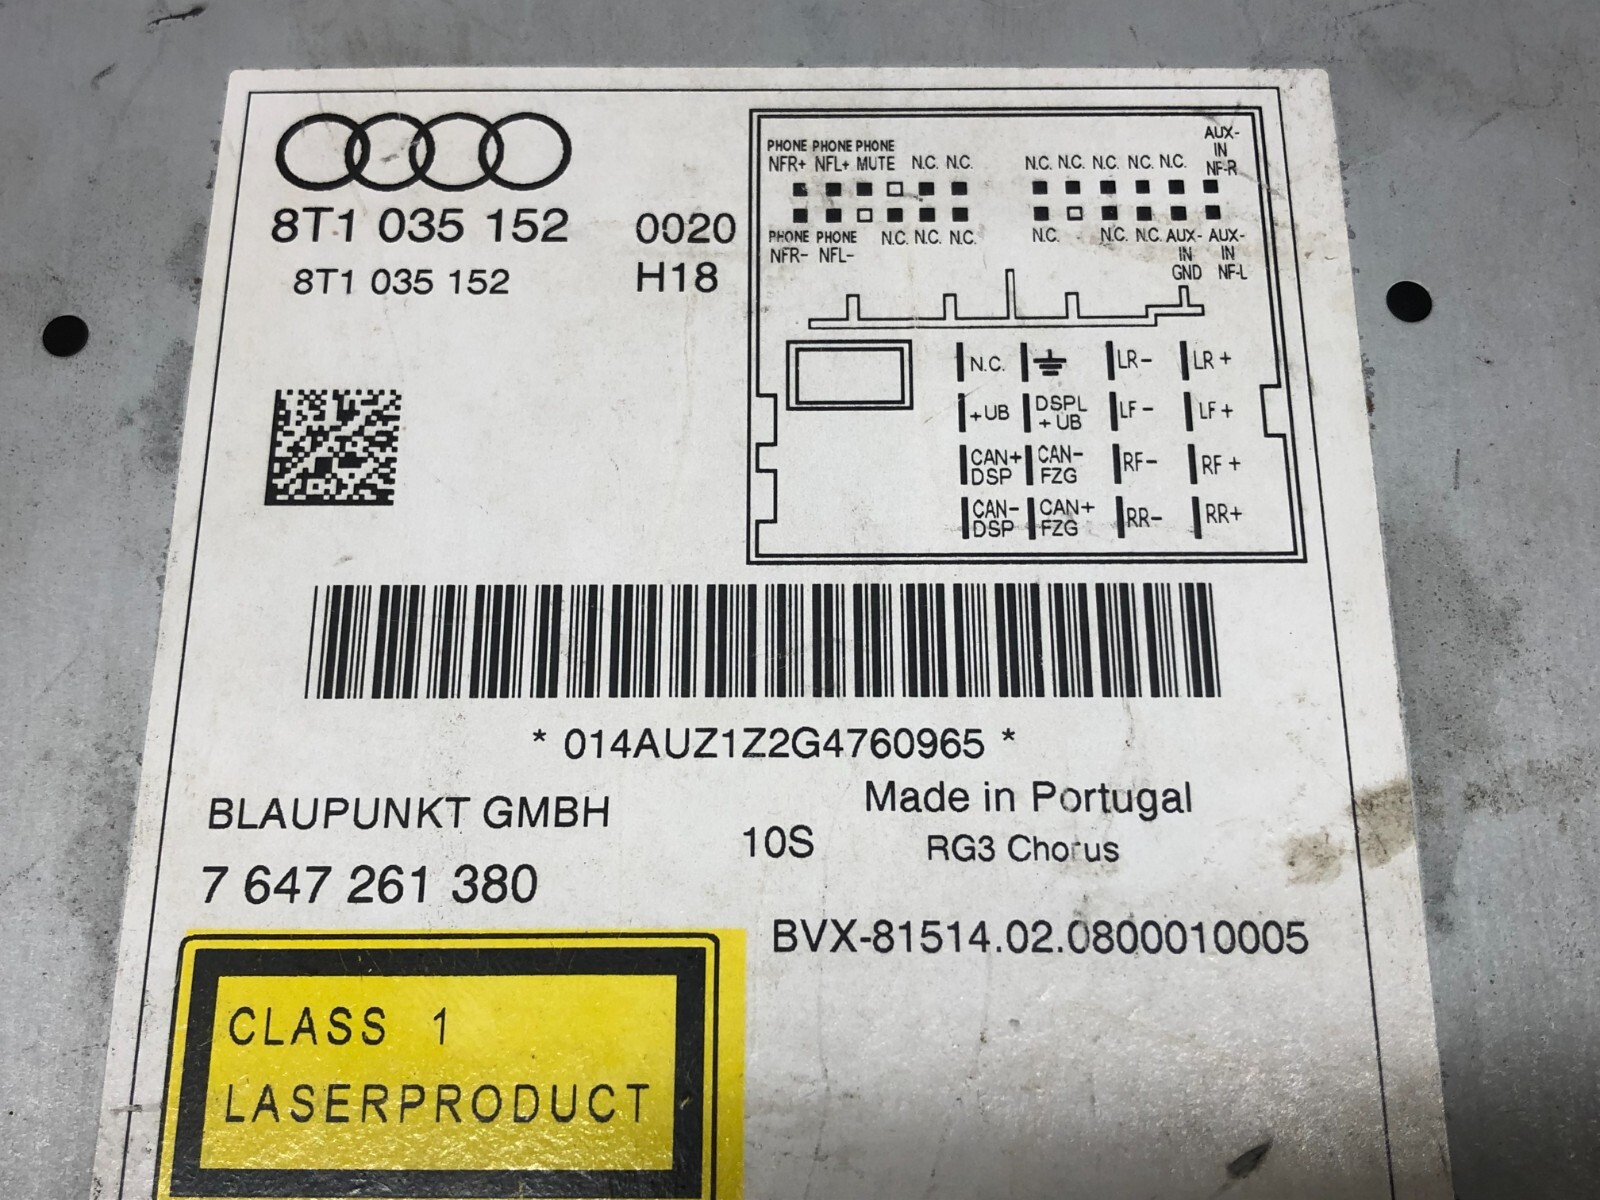 8T1 035 152 0020
8T1 035 152 H18
PHONE PHONE PHONE AUX-
NFR+ NFL+ MUTE N.C. N.C. N.C. N.C. N.C. N.C. N.C. IN
NF-R
PHONE PHONE N.C. N.C. N.C. N.C. N.C. N.C. AUX- AUX-
NFR- NFL- IN IN
GND NF-L
N.C. LR- LR+
+UB DSPL LF- LF+
+UB
CAN+ CAN- RF- RF+
DSP FZG
CAN- CAN+ RR- RR+
DSP FZG
* 014AUZ1Z2G4760965 *
BLAUPUNKT GMBH Made in Portugal
10S RG3 Chorus
7 647 261 380
BVX-81514.02.0800010005
CLASS 1
LASERPRODUCT